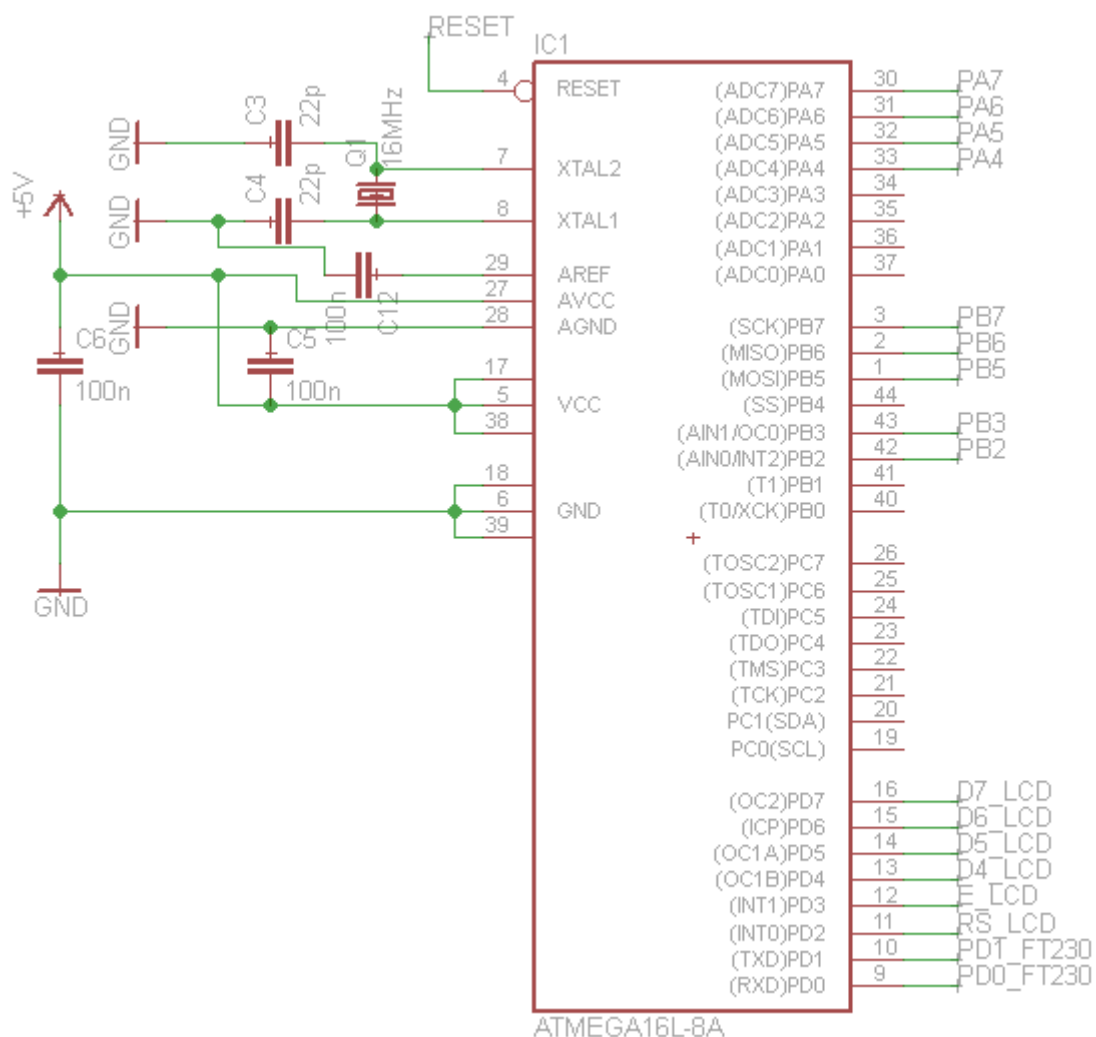 RESET
IC1
GND
C3
22p
Q1
16MHz
+5V
GND
C4
22p
100n
C12
GND
C6
100n
C5
100n
GND
4 RESET
7 XTAL2
8 XTAL1
29 AREF
27 AVCC
28 AGND
17
5 VCC
38
18
6 GND
39
(ADC7)PA7 30 PA7
(ADC6)PA6 31 PA6
(ADC5)PA5 32 PA5
(ADC4)PA4 33 PA4
(ADC3)PA3 34
(ADC2)PA2 35
(ADC1)PA1 36
(ADC0)PA0 37
(SCK)PB7 3 PB7
(MISO)PB6 2 PB6
(MOSI)PB5 1 PB5
(SS)PB4 44
(AIN1/OC0)PB3 43 PB3
(AIN0/INT2)PB2 42 PB2
(T1)PB1 41
(T0/XCK)PB0 40
(TOSC2)PC7 26
(TOSC1)PC6 25
(TDI)PC5 24
(TDO)PC4 23
(TMS)PC3 22
(TCK)PC2 21
PC1(SDA) 20
PC0(SCL) 19
(OC2)PD7 16 D7_LCD
(ICP)PD6 15 D6_LCD
(OC1A)PD5 14 D5_LCD
(OC1B)PD4 13 D4_LCD
(INT1)PD3 12 E_LCD
(INT0)PD2 11 RS_LCD
(TXD)PD1 10 PD1_FT230
(RXD)PD0 9 PD0_FT230
ATMEGA16L-8A